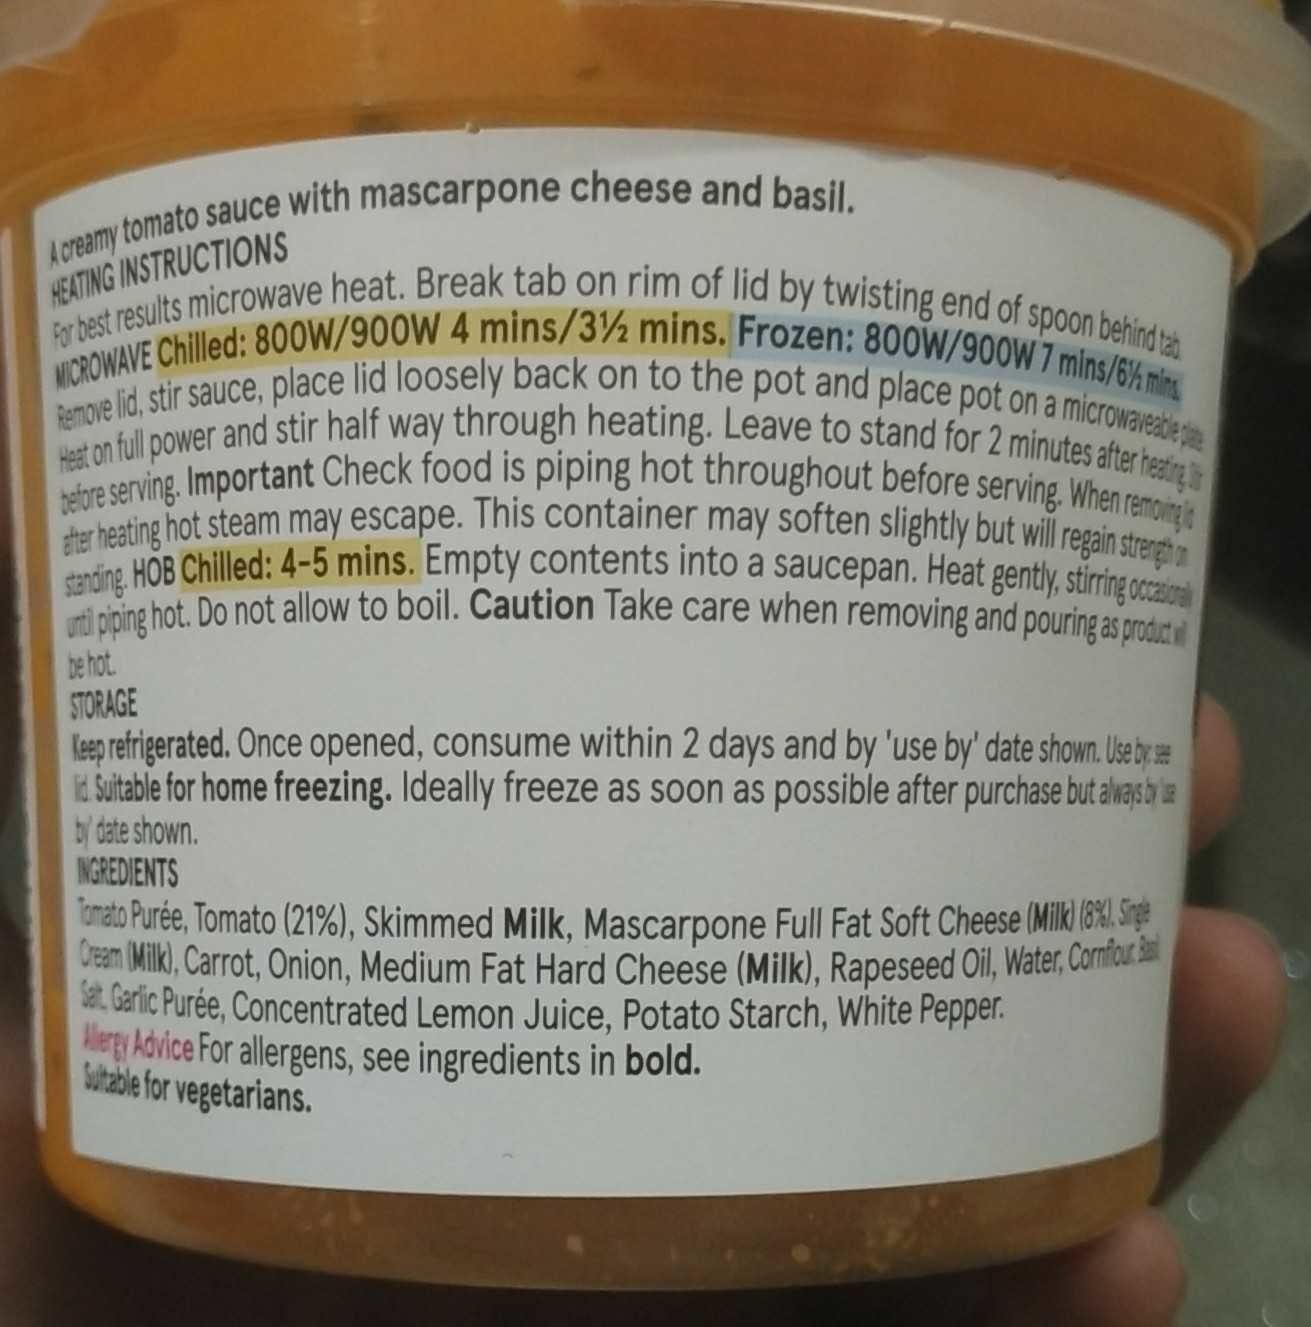 A creamy tomato sauce with mascarpone cheese and basil.
HEATING INSTRUCTIONS
For best results microwave heat. Break tab on rim of lid by twisting end of spoon behind tab.
MICROWAVE Chilled: 800W/900W 4 mins/3½ mins. Frozen: 800W/900W 7 mins/6½ mins.
Remove lid, stir sauce, place lid loosely back on to the pot and place pot on a microwaveable plate.
Heat on full power and stir half way through heating. Leave to stand for 2 minutes after heating. Stir
before serving. Important Check food is piping hot throughout before serving. When removing lid
after heating hot steam may escape. This container may soften slightly but will regain strength on
standing. HOB Chilled: 4-5 mins. Empty contents into a saucepan. Heat gently, stirring occasionally
until piping hot. Do not allow to boil. Caution Take care when removing and pouring as product will
be hot.
STORAGE
Keep refrigerated. Once opened, consume within 2 days and by 'use by' date shown. Use by: see
lid. Suitable for home freezing. Ideally freeze as soon as possible after purchase but always by 'use
by' date shown.
INGREDIENTS
Tomato Purée, Tomato (21%), Skimmed Milk, Mascarpone Full Fat Soft Cheese (Milk) (8%), Single
Cream (Milk), Carrot, Onion, Medium Fat Hard Cheese (Milk), Rapeseed Oil, Water, Cornflour, Basil,
Salt, Garlic Purée, Concentrated Lemon Juice, Potato Starch, White Pepper.
Allergy Advice For allergens, see ingredients in bold.
Suitable for vegetarians.